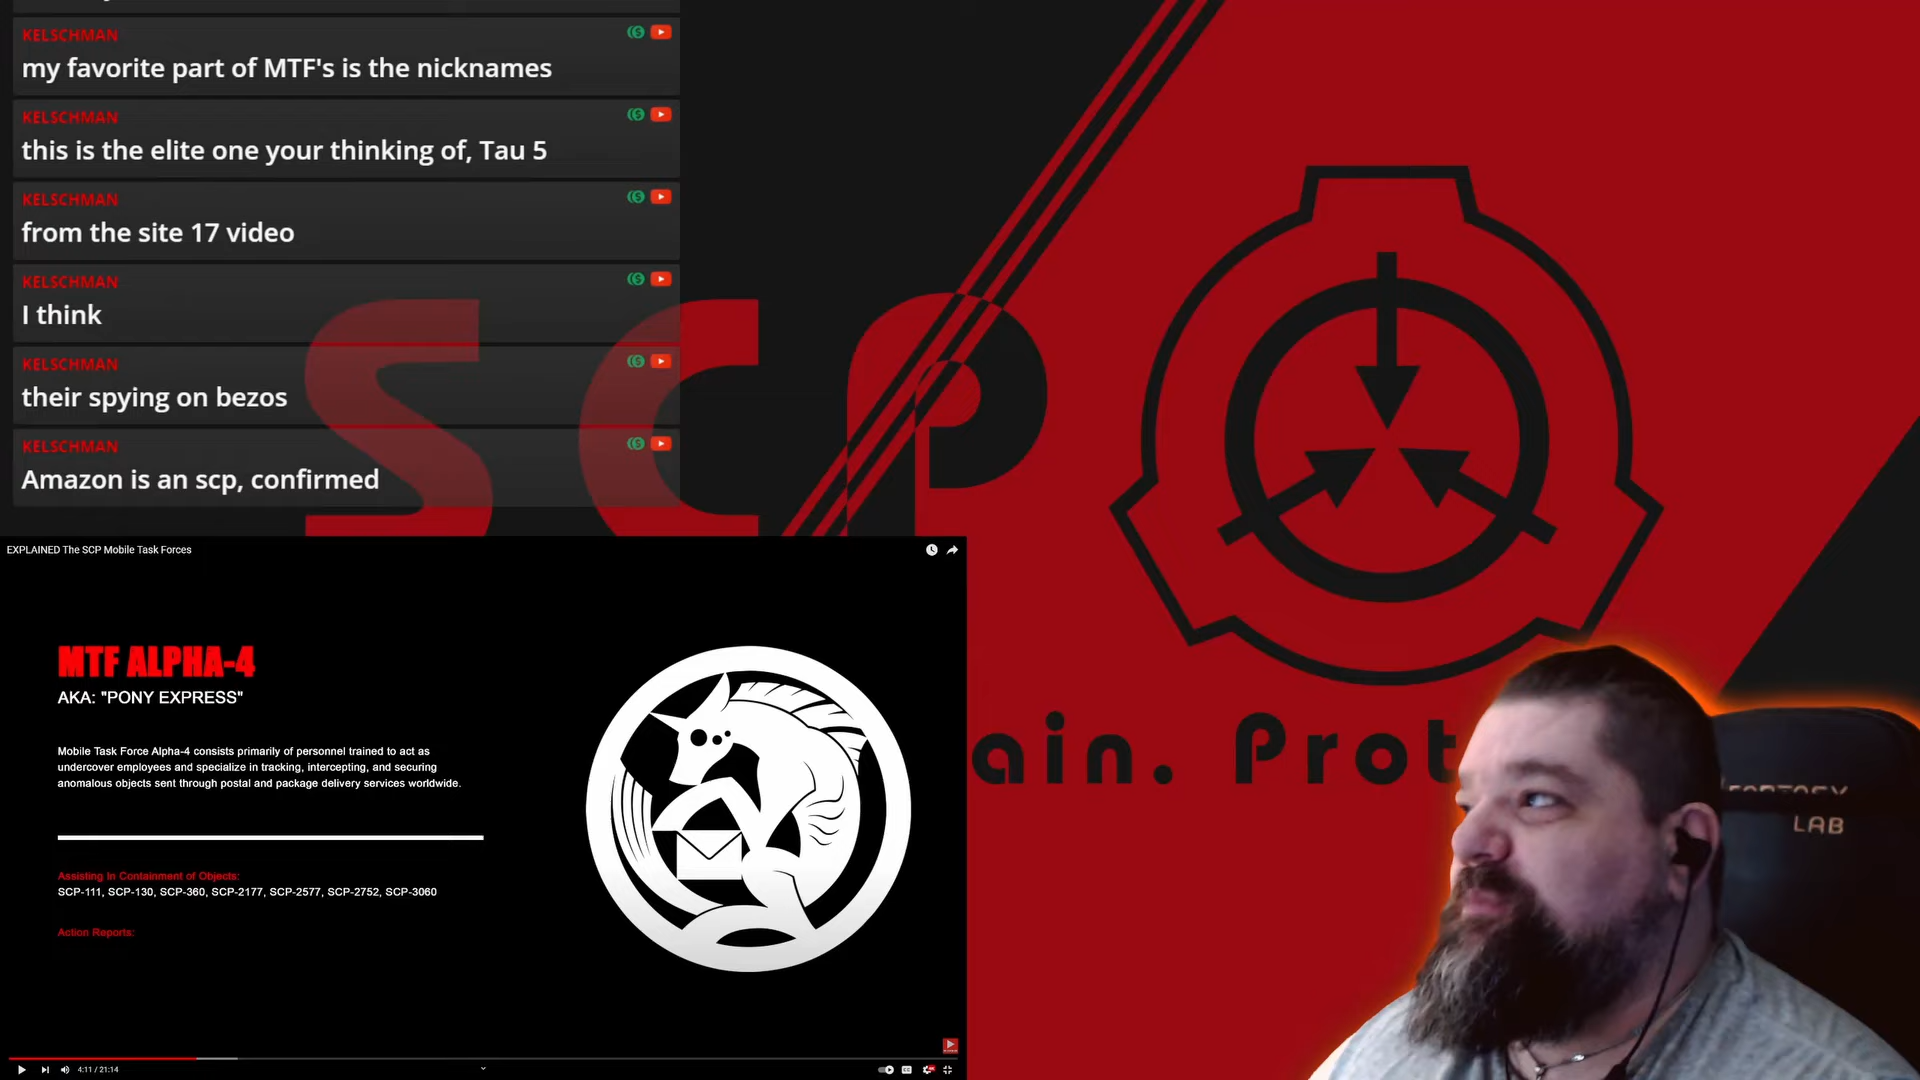 KELSCHMAN
my favorite part of MTF's is the nicknames
KELSCHMAN
this is the elite one your thinking of, Tau 5
KELSCHMAN
from the site 17 video
KELSCHMAN
I think
KELSCHMAN
their spying on bezos
KELSCHMAN
Amazon is an scp, confirmed
SCP
ain. Prot
EXPLAINED The SCP Mobile Task Forces
MTF ALPHA-4
AKA: "PONY EXPRESS"
Mobile Task Force Alpha-4 consists primarily of personnel trained to act as
undercover employees and specialize in tracking, intercepting, and securing
anomalous objects sent through postal and package delivery services worldwide.
Assisting In Containment of Objects:
SCP-111, SCP-130, SCP-360, SCP-2177, SCP-2577, SCP-2752, SCP-3060
Action Reports:
4:11 / 21:14
LAB